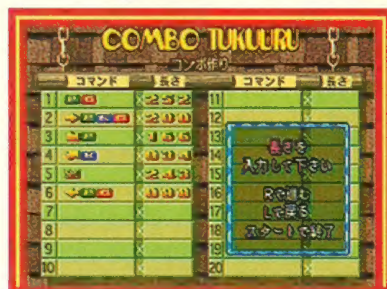 COMBO TUKUURU
コンボ作り
コマンド 長さ コマンド 長さ
1 252 11
2 200 12
3 156 13
4 14
5 15
6 16
7 17
8 18
9 19
10 20
長さを
入力して下さい
Rで進む
Lで戻る
スタートで終了